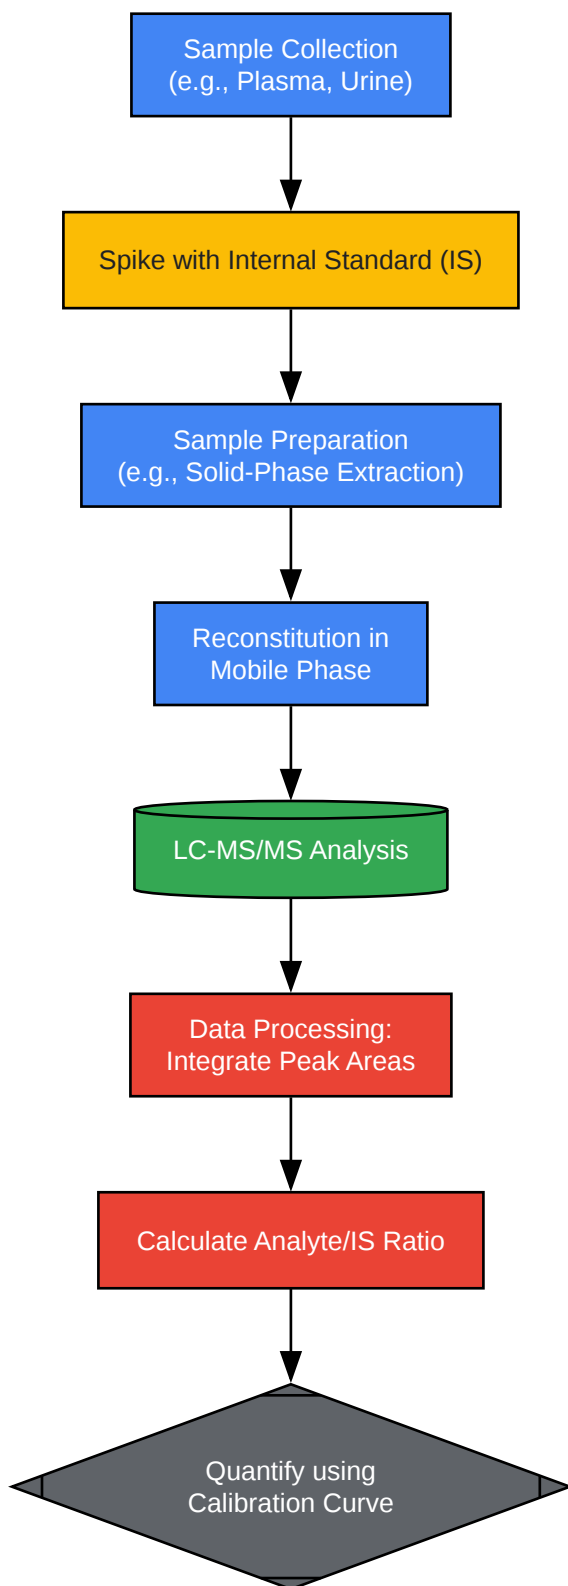 Sample Collection
(e.g., Plasma, Urine)
Spike with Internal Standard (IS)
Sample Preparation
(e.g., Solid-Phase Extraction)
Reconstitution in
Mobile Phase
LC-MS/MS Analysis
Data Processing:
Integrate Peak Areas
Calculate Analyte/IS Ratio
Quantify using
Calibration Curve